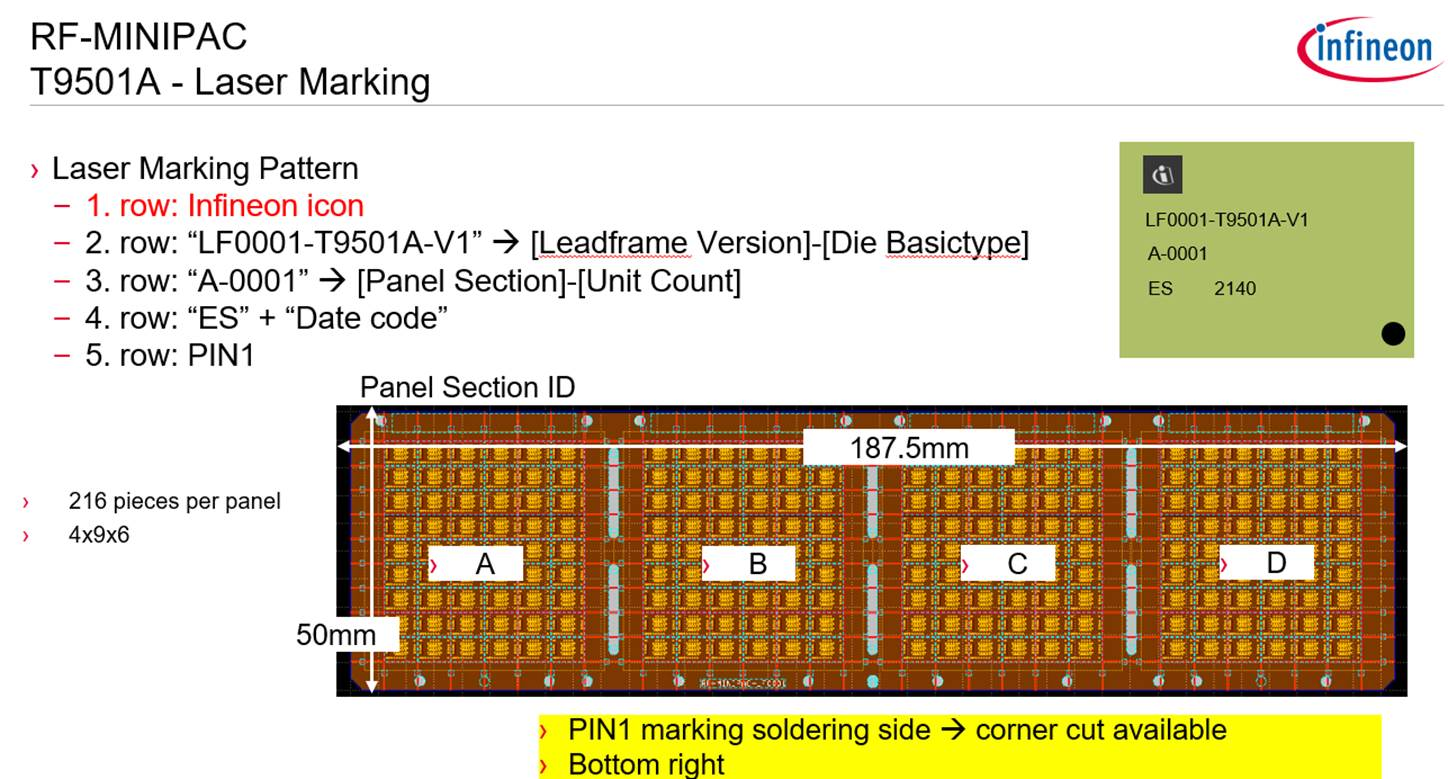 RF-MINIPAC
T9501A - Laser Marking
infineon
› Laser Marking Pattern
– 1. row: Infineon icon
– 2. row: “LF0001-T9501A-V1” → [Leadframe Version]-[Die Basictype]
– 3. row: “A-0001” → [Panel Section]-[Unit Count]
– 4. row: “ES” + “Date code”
– 5. row: PIN1
LF0001-T9501A-V1
A-0001
ES 2140
Panel Section ID
187.5mm
› 216 pieces per panel
› 4x9x6
› A
› B
› C
› D
50mm
› PIN1 marking soldering side → corner cut available
› Bottom right